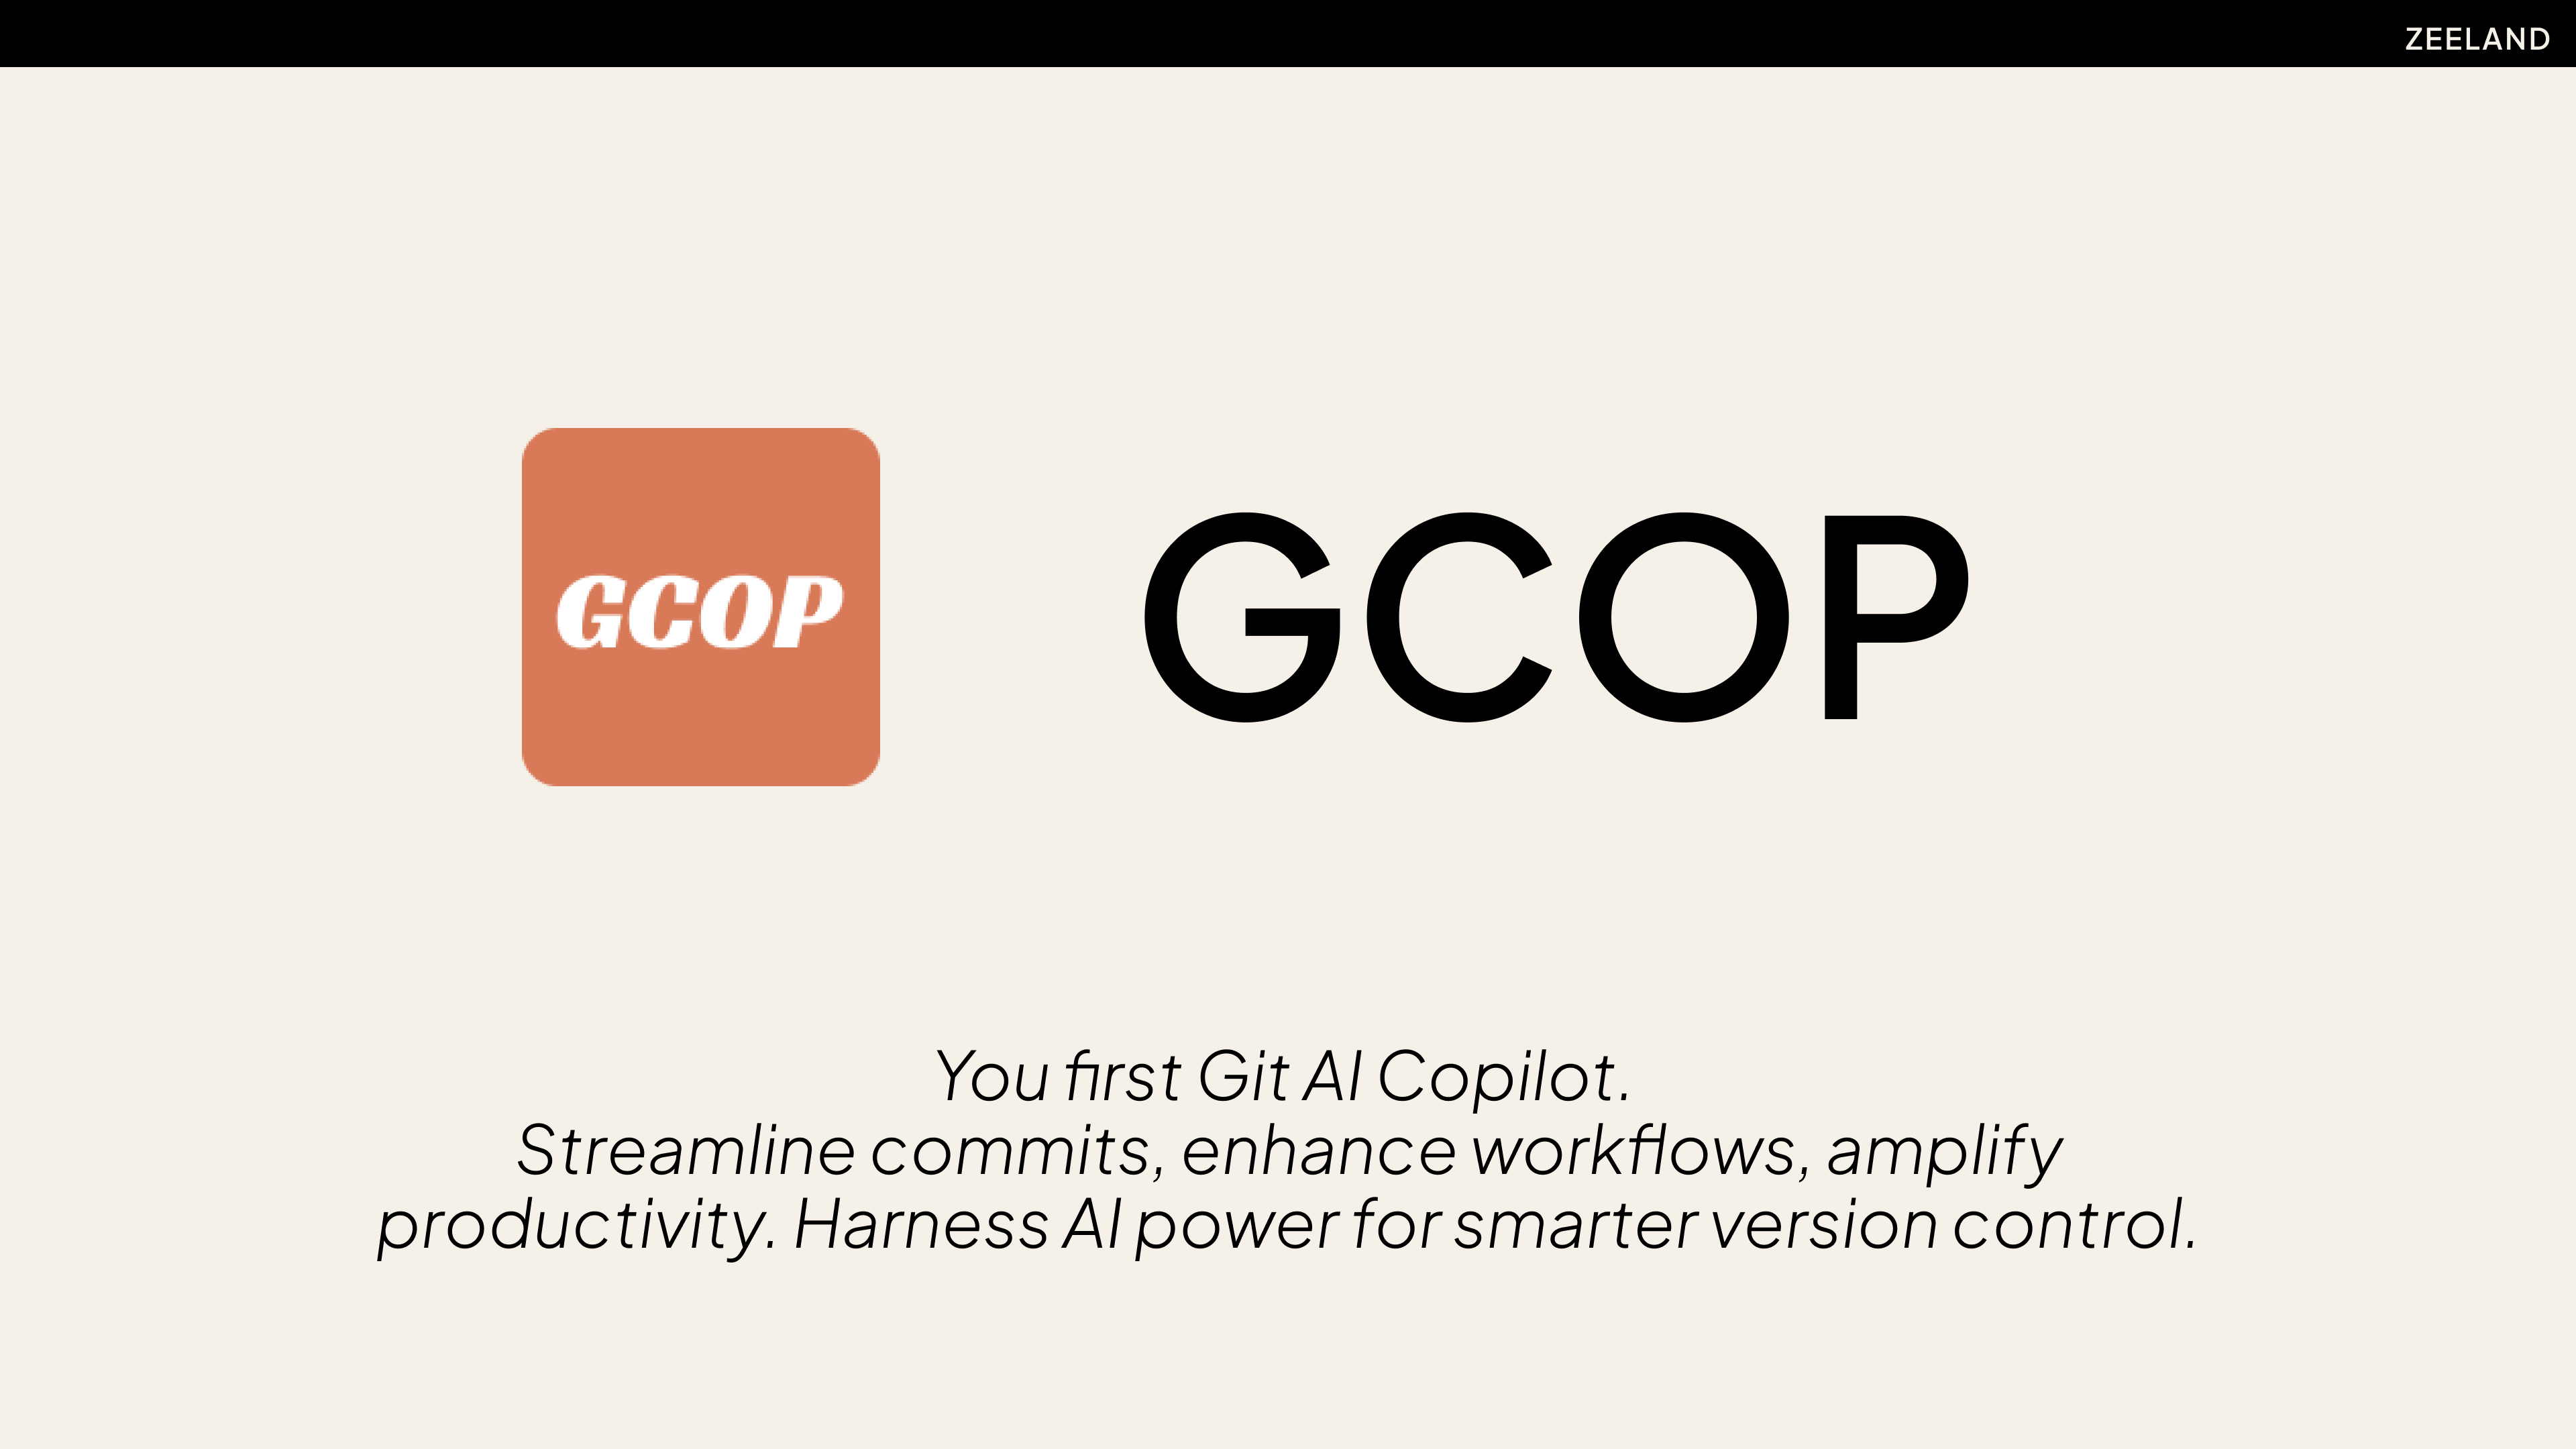 ZEELAND
GCOP
GCOP
You first Git AI Copilot.
Streamline commits, enhance workflows, amplify
productivity. Harness AI power for smarter version control.